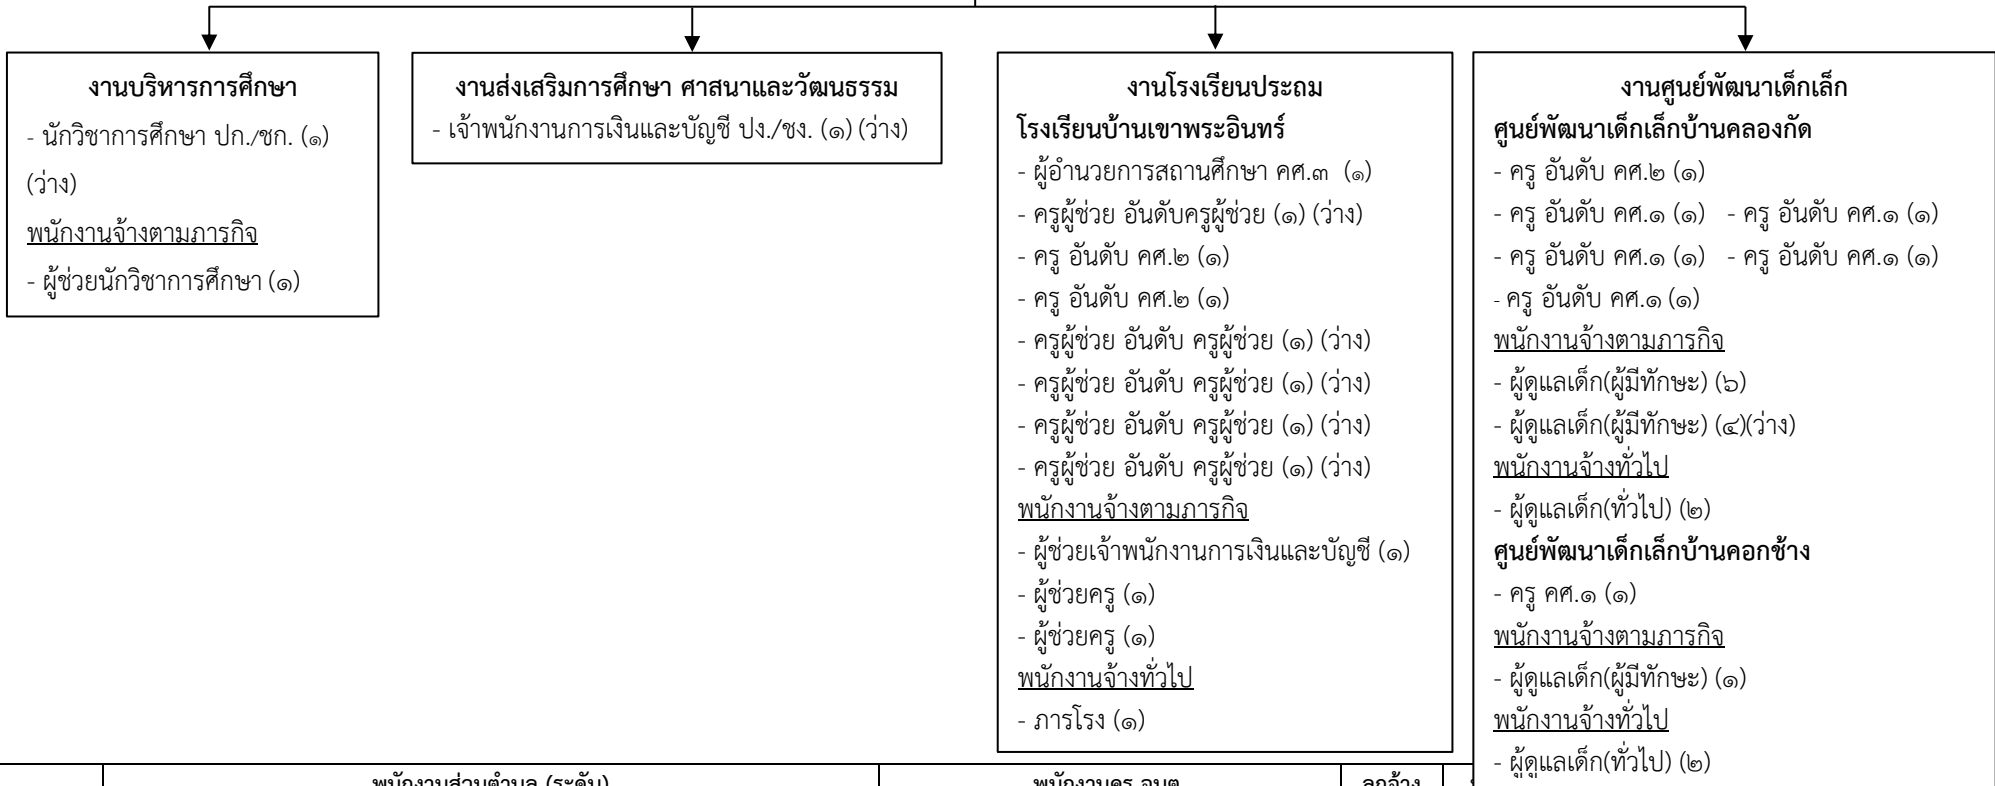 งานบริหารการศึกษา
- นักวิชาการศึกษา ปก./ชก. (๑)
(ว่าง)
พนักงานจ้างตามภารกิจ
- ผู้ช่วยนักวิชาการศึกษา (๑)
งานส่งเสริมการศึกษา ศาสนาและวัฒนธรรม
- เจ้าพนักงานการเงินและบัญชี ปง./ชง. (๑) (ว่าง)
งานโรงเรียนประถม
โรงเรียนบ้านเขาพระอินทร์
- ผู้อำนวยการสถานศึกษา คศ.๓ (๑)
- ครูผู้ช่วย อันดับครูผู้ช่วย (๑) (ว่าง)
- ครู อันดับ คศ.๒ (๑)
- ครู อันดับ คศ.๒ (๑)
- ครูผู้ช่วย อันดับ ครูผู้ช่วย (๑) (ว่าง)
- ครูผู้ช่วย อันดับ ครูผู้ช่วย (๑) (ว่าง)
- ครูผู้ช่วย อันดับ ครูผู้ช่วย (๑) (ว่าง)
- ครูผู้ช่วย อันดับ ครูผู้ช่วย (๑) (ว่าง)
พนักงานจ้างตามภารกิจ
- ผู้ช่วยเจ้าพนักงานการเงินและบัญชี (๑)
- ผู้ช่วยครู (๑)
- ผู้ช่วยครู (๑)
พนักงานจ้างทั่วไป
- ภารโรง (๑)
งานศูนย์พัฒนาเด็กเล็ก
ศูนย์พัฒนาเด็กเล็กบ้านคลองกัด
- ครู อันดับ คศ.๒ (๑)
- ครู อันดับ คศ.๑ (๑) - ครู อันดับ คศ.๑ (๑)
- ครู อันดับ คศ.๑ (๑) - ครู อันดับ คศ.๑ (๑)
- ครู อันดับ คศ.๑ (๑)
พนักงานจ้างตามภารกิจ
- ผู้ดูแลเด็ก(ผู้มีทักษะ) (๖)
- ผู้ดูแลเด็ก(ผู้มีทักษะ) (๔)(ว่าง)
พนักงานจ้างทั่วไป
- ผู้ดูแลเด็ก(ทั่วไป) (๒)
ศูนย์พัฒนาเด็กเล็กบ้านคอกช้าง
- ครู คศ.๑ (๑)
พนักงานจ้างตามภารกิจ
- ผู้ดูแลเด็ก(ผู้มีทักษะ) (๑)
พนักงานจ้างทั่วไป
- ผู้ดูแลเด็ก(ทั่วไป) (๒)
พนักงานส่วนตำบล (ระดับ)
พนักงานครู อบต.
ลูกจ้าง